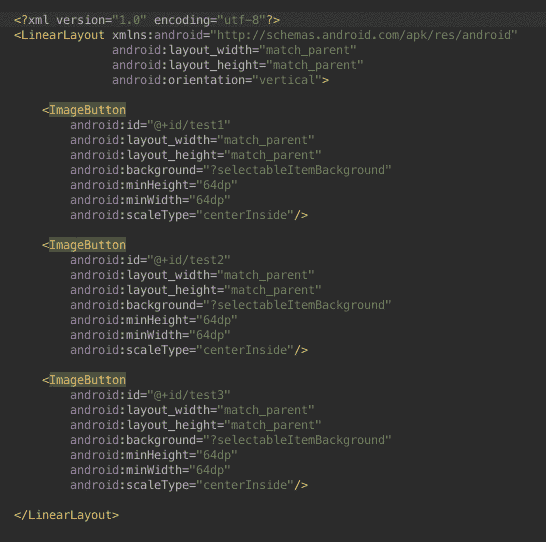 <?xml version="1.0" encoding="utf-8"?>
<LinearLayout xmlns:android="http://schemas.android.com/apk/res/android"
              android:layout_width="match_parent"
              android:layout_height="match_parent"
              android:orientation="vertical">

    <ImageButton
        android:id="@+id/test1"
        android:layout_width="match_parent"
        android:layout_height="match_parent"
        android:background="?selectableItemBackground"
        android:minHeight="64dp"
        android:minWidth="64dp"
        android:scaleType="centerInside"/>

    <ImageButton
        android:id="@+id/test2"
        android:layout_width="match_parent"
        android:layout_height="match_parent"
        android:background="?selectableItemBackground"
        android:minHeight="64dp"
        android:minWidth="64dp"
        android:scaleType="centerInside"/>

    <ImageButton
        android:id="@+id/test3"
        android:layout_width="match_parent"
        android:layout_height="match_parent"
        android:background="?selectableItemBackground"
        android:minHeight="64dp"
        android:minWidth="64dp"
        android:scaleType="centerInside"/>

</LinearLayout>